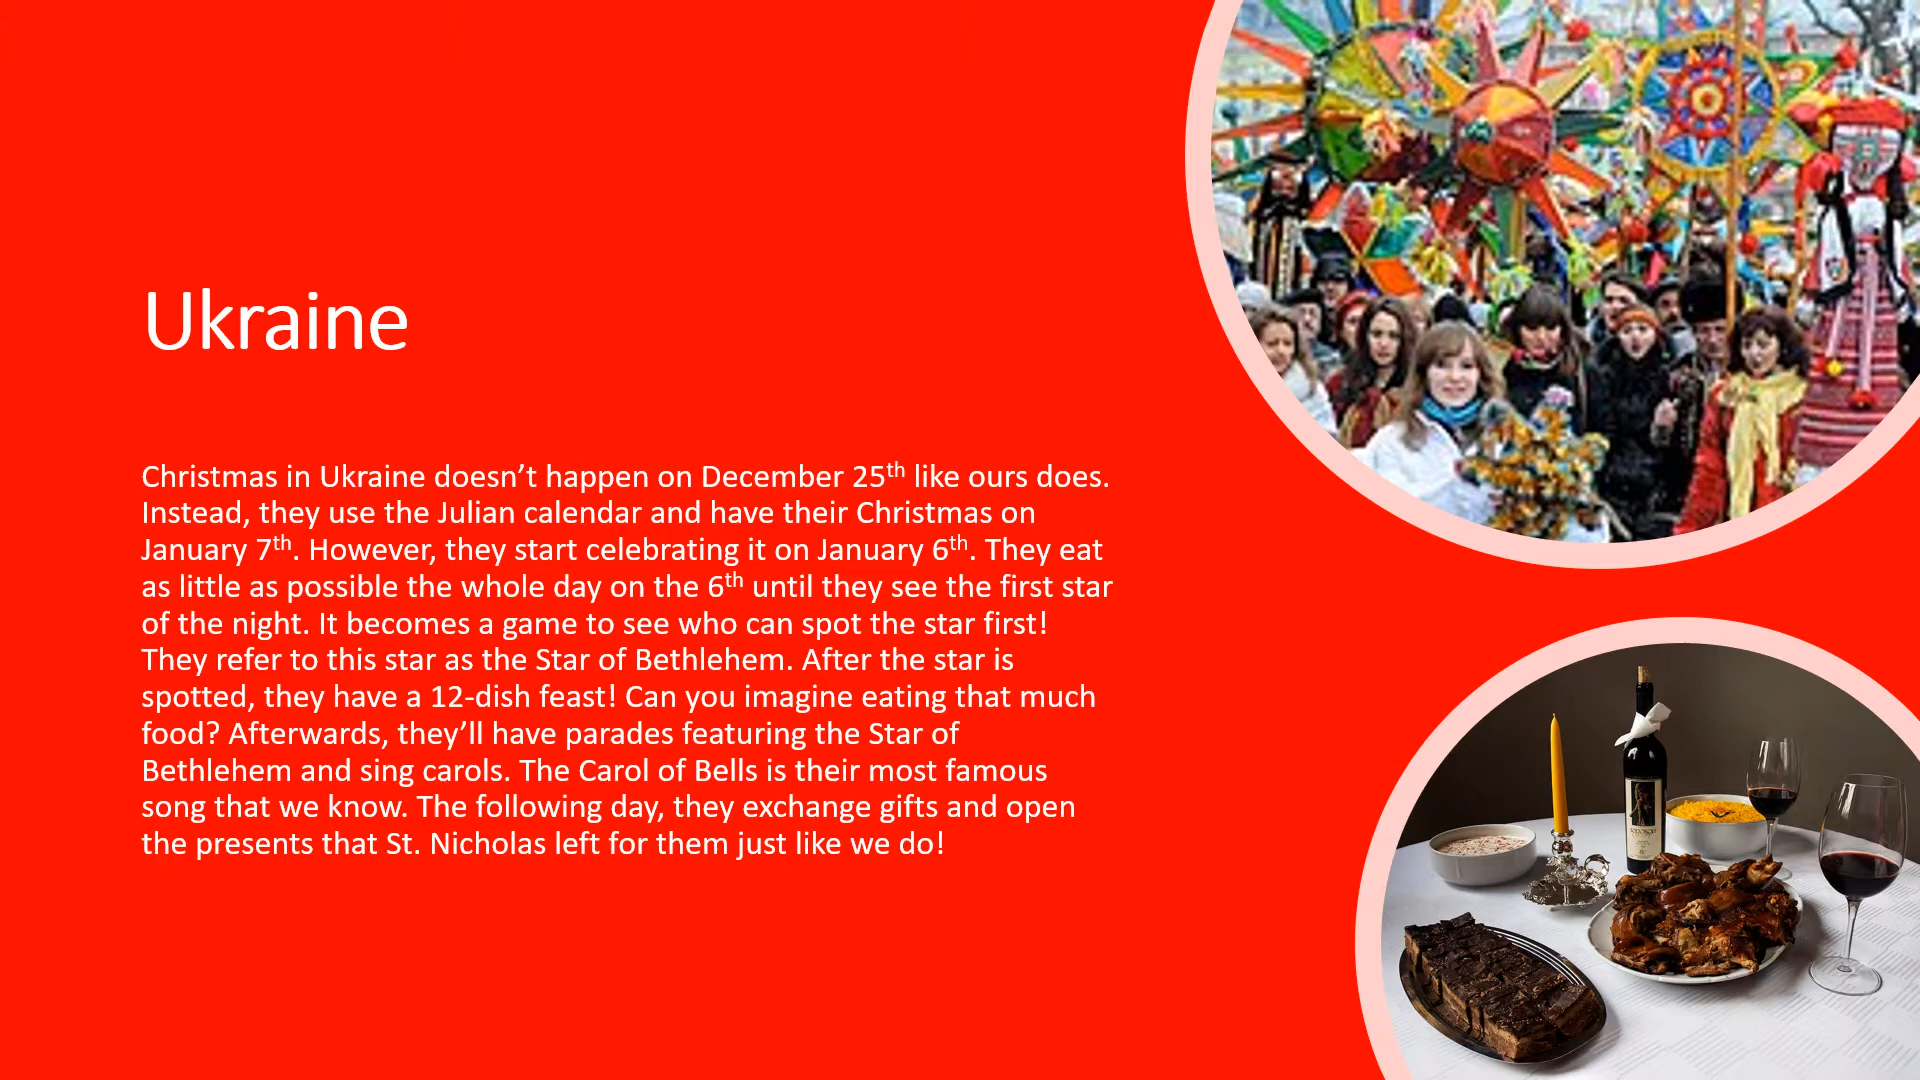 Ukraine
Christmas in Ukraine doesn’t happen on December 25th like ours does.
Instead, they use the Julian calendar and have their Christmas on
January 7th. However, they start celebrating it on January 6th. They eat
as little as possible the whole day on the 6th until they see the first star
of the night. It becomes a game to see who can spot the star first!
They refer to this star as the Star of Bethlehem. After the star is
spotted, they have a 12-dish feast! Can you imagine eating that much
food? Afterwards, they’ll have parades featuring the Star of
Bethlehem and sing carols. The Carol of Bells is their most famous
song that we know. The following day, they exchange gifts and open
the presents that St. Nicholas left for them just like we do!